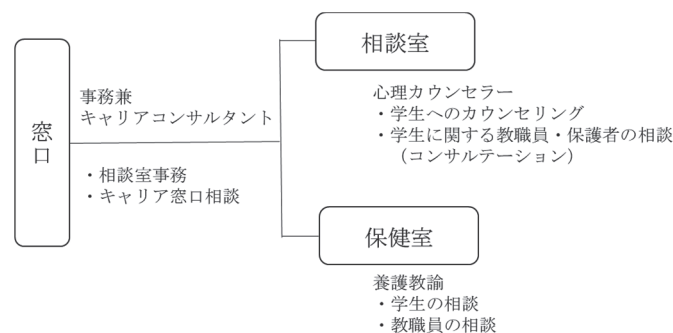 窓口
事務兼
キャリアコンサルタント
・相談室事務
・キャリア窓口相談
相談室
心理カウンセラー
・学生へのカウンセリング
・学生に関する教職員・保護者の相談
（コンサルテーション）
保健室
養護教諭
・学生の相談
・教職員の相談